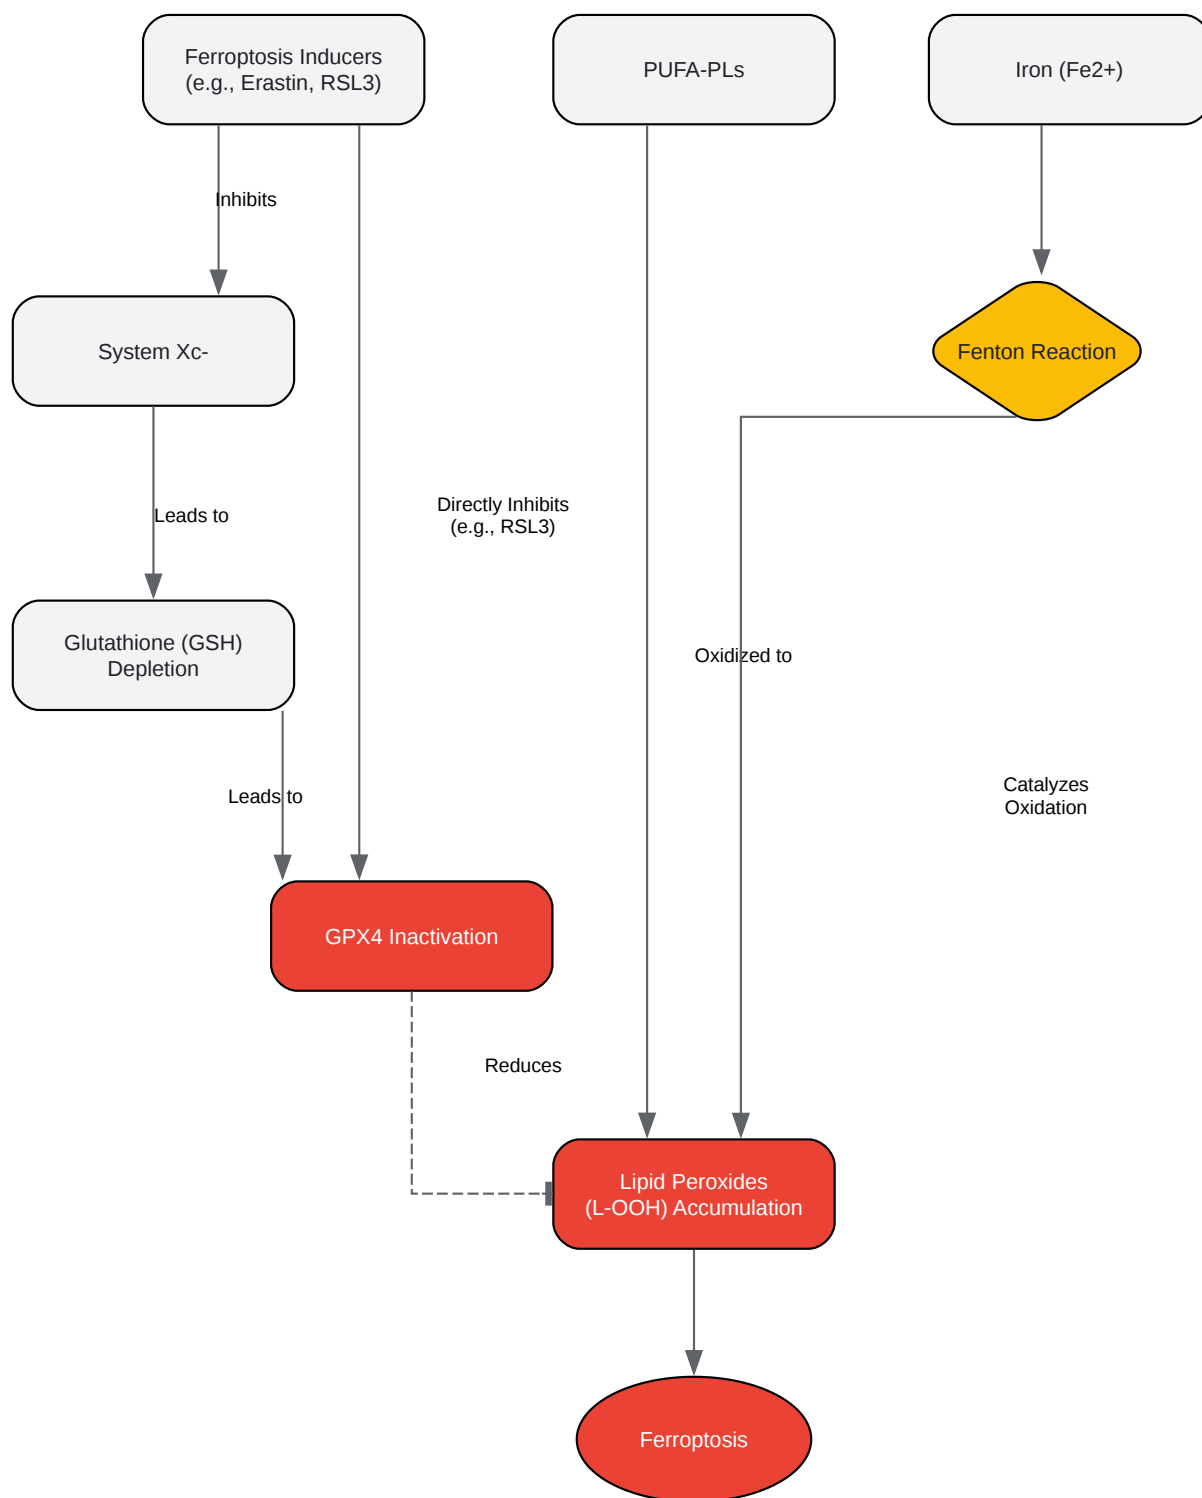 Ferroptosis Inducers
(e.g., Erastin, RSL3)
PUFA-PLs
Iron (Fe2+)
Inhibits
System Xc-
Fenton Reaction
Directly Inhibits
(e.g., RSL3)
Leads to
Glutathione (GSH)
Depletion
Oxidized to
Leads to
Catalyzes
Oxidation
GPX4 Inactivation
Reduces
Lipid Peroxides
(L-OOH) Accumulation
Ferroptosis